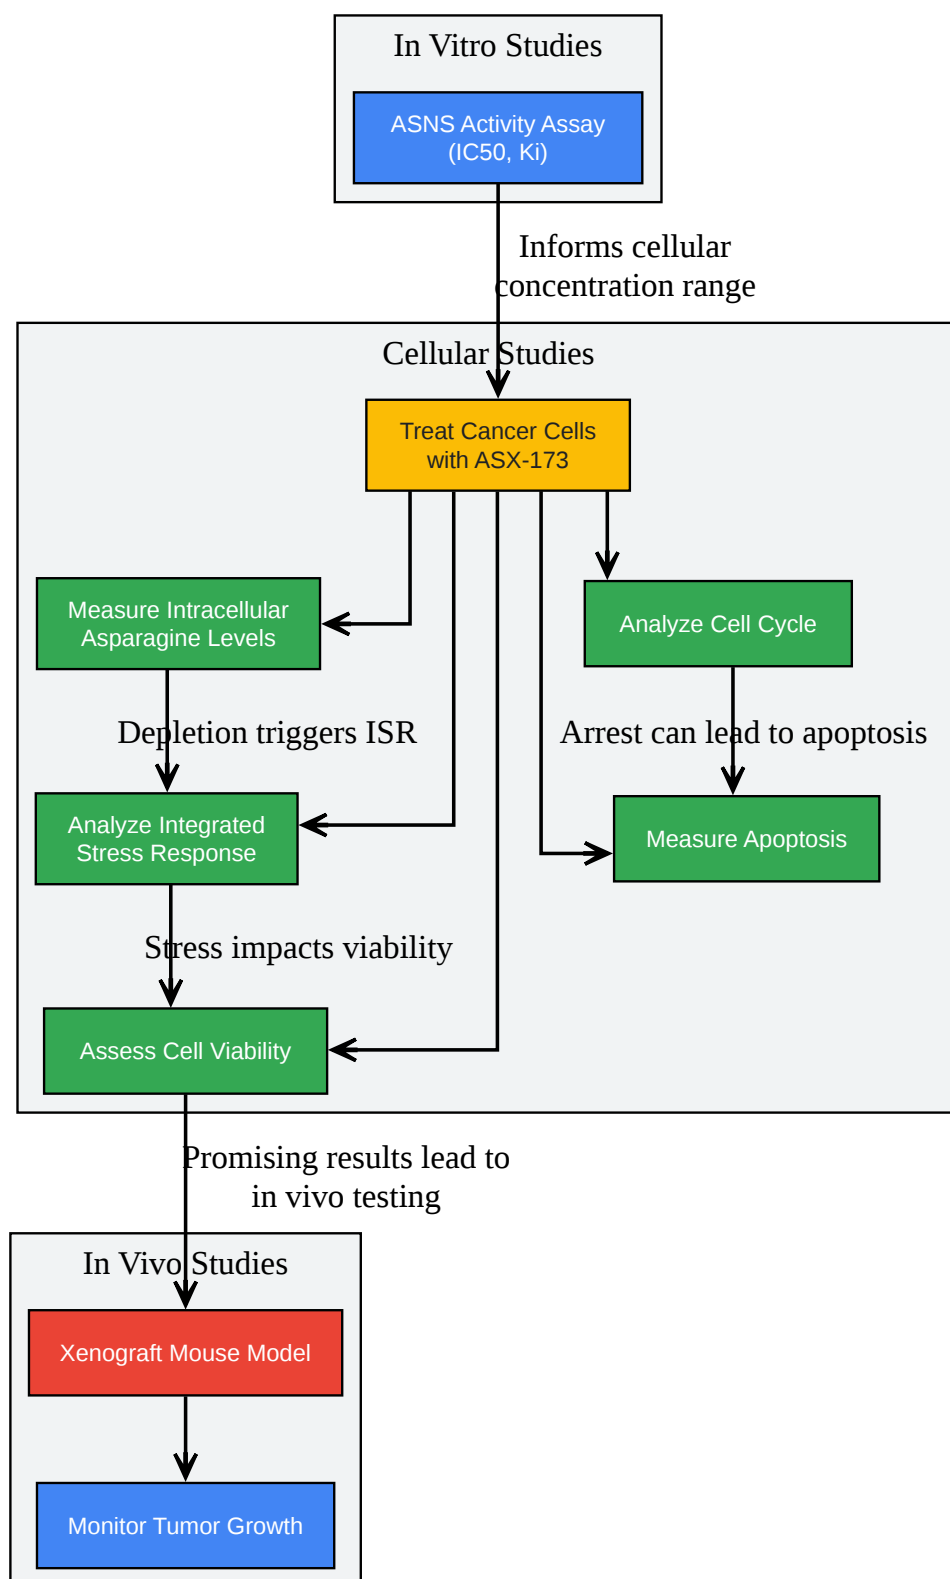 In Vitro Studies
ASNS Activity Assay
(IC50, Ki)
Informs cellular
concentration range
Cellular Studies
Treat Cancer Cells
with ASX-173
Measure Intracellular
Asparagine Levels
Analyze Cell Cycle
Depletion triggers ISR
Arrest can lead to apoptosis
Analyze Integrated
Stress Response
Measure Apoptosis
Stress impacts viability
Assess Cell Viability
Promising results lead to
in vivo testing
In Vivo Studies
Xenograft Mouse Model
Monitor Tumor Growth